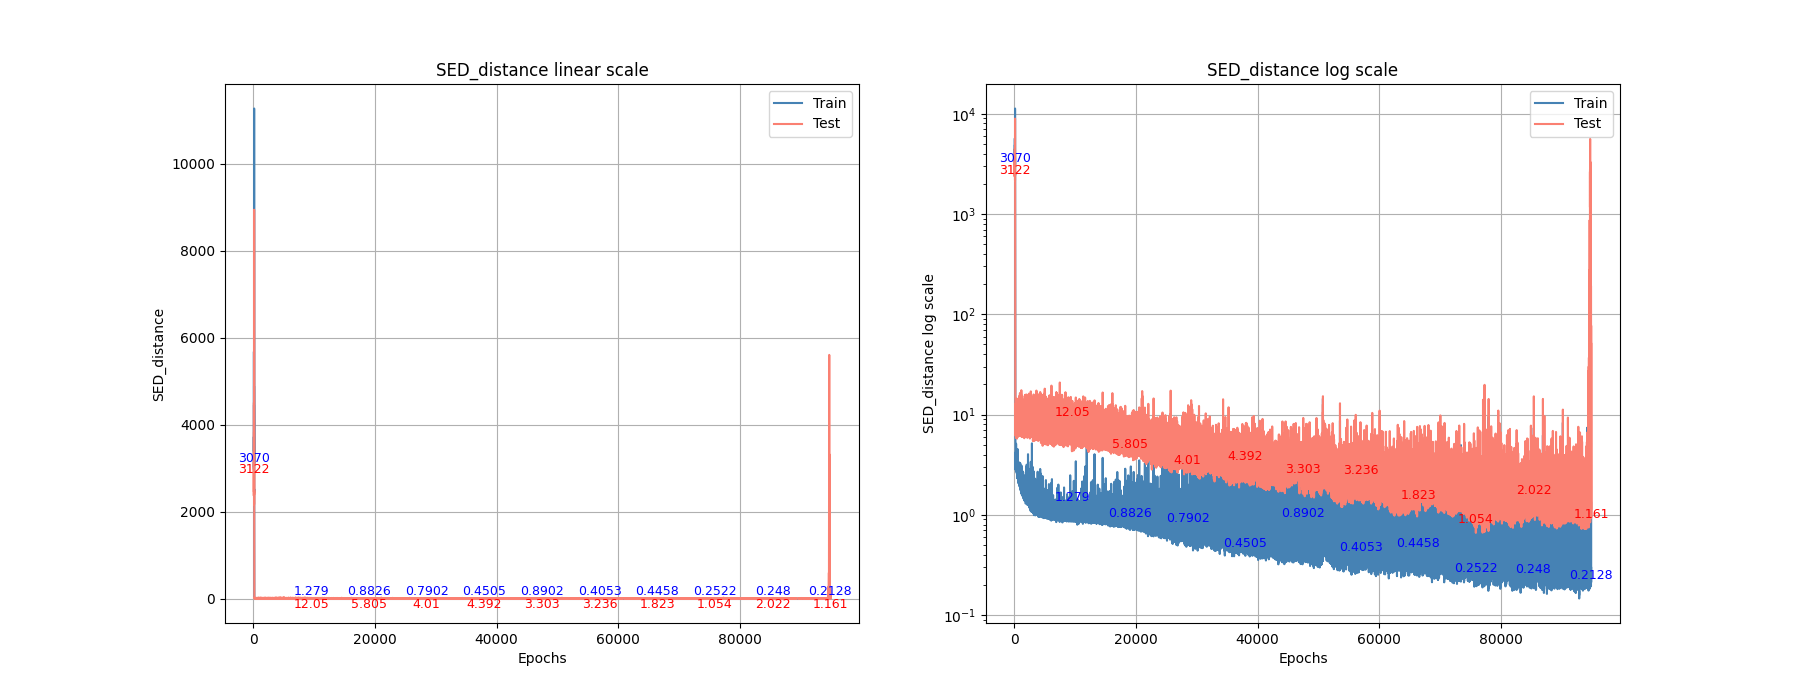 SED_distance linear scale
Train
Test
10000
8000
6000
4000
2000
0
SED_distance
3070
3122
1.279 0.8826 0.7902 0.4505 0.8902 0.4053 0.4458 0.2522 0.248 0.2128
12.05 5.805 4.01 4.392 3.303 3.236 1.823 1.054 2.022 1.161
0 20000 40000 60000 80000
Epochs
SED_distance log scale
Train
Test
10⁴
10³
10²
10¹
10⁰
10⁻¹
SED_distance log scale
3070
3122
12.05
5.805
4.01
4.392
3.303
3.236
1.823
1.054
2.022
1.161
1.279
0.8826
0.7902
0.4505
0.8902
0.4053
0.4458
0.2522
0.248
0.2128
0 20000 40000 60000 80000
Epochs